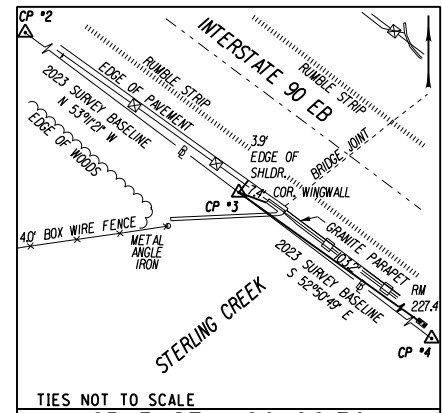 CP #2
INTERSTATE 90 EB
RUMBLE STRIP
RUMBLE STRIP
EDGE OF PAVEMENT
2023 SURVEY BASELINE
N 53°11'21" W
EDGE OF WOODS
BRIDGE JOINT
3.9'
EDGE OF
SHLDR.
COR. WINGWALL
CP #3
GRANITE PARAPET
4.0' BOX WIRE FENCE
METAL
ANGLE
IRON
103.2'
2023 SURVEY BASELINE
S 52°50'49" E
RM
227.4
STERLING CREEK
CP #4
TIES NOT TO SCALE